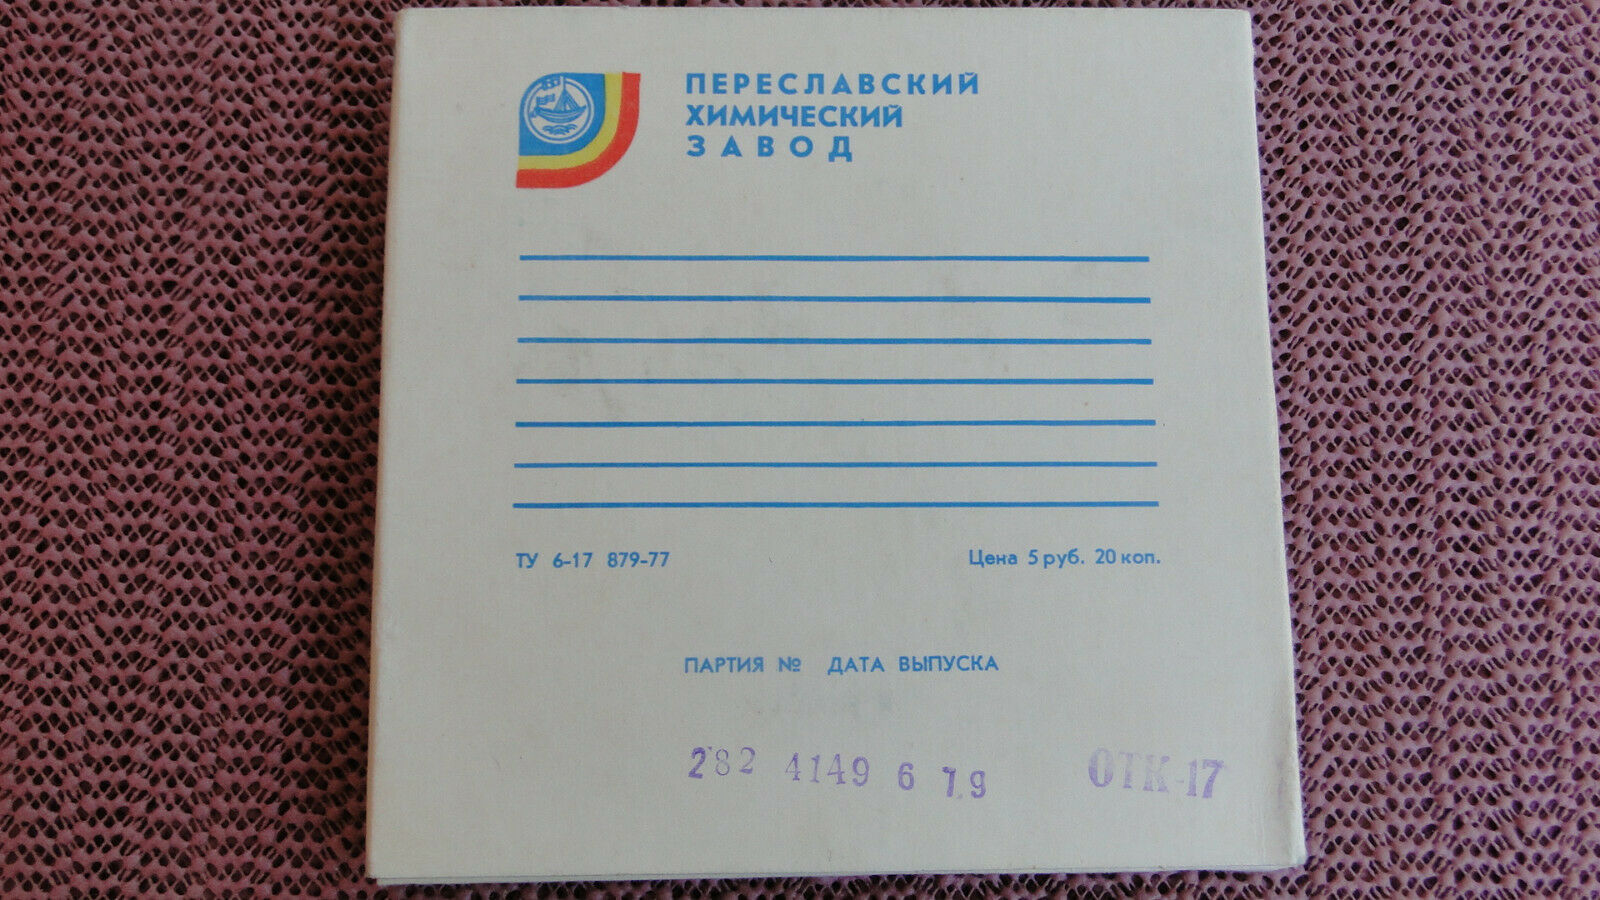 ПЕРЕСЛАВСКИЙ
ХИМИЧЕСКИЙ
ЗАВОД
ТУ 6-17 879-77 Цена 5 руб. 20 коп.
ПАРТИЯ № ДАТА ВЫПУСКА
282 4149 6 79 ОТК-17